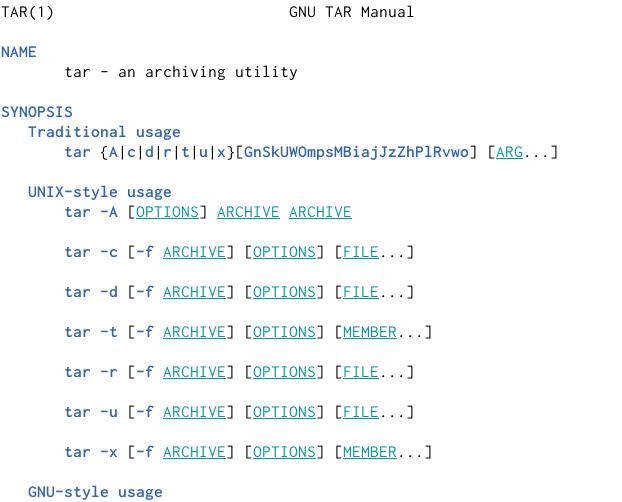 TAR(1) GNU TAR Manual
NAME
tar - an archiving utility
SYNOPSIS
Traditional usage
tar {A|c|d|r|t|u|x}[GnSkUWOmpsMBiajJzZhPlRvwo] [ARG...]
UNIX-style usage
tar -A [OPTIONS] ARCHIVE ARCHIVE
tar -c [-f ARCHIVE] [OPTIONS] [FILE...]
tar -d [-f ARCHIVE] [OPTIONS] [FILE...]
tar -t [-f ARCHIVE] [OPTIONS] [MEMBER...]
tar -r [-f ARCHIVE] [OPTIONS] [FILE...]
tar -u [-f ARCHIVE] [OPTIONS] [FILE...]
tar -x [-f ARCHIVE] [OPTIONS] [MEMBER...]
GNU-style usage